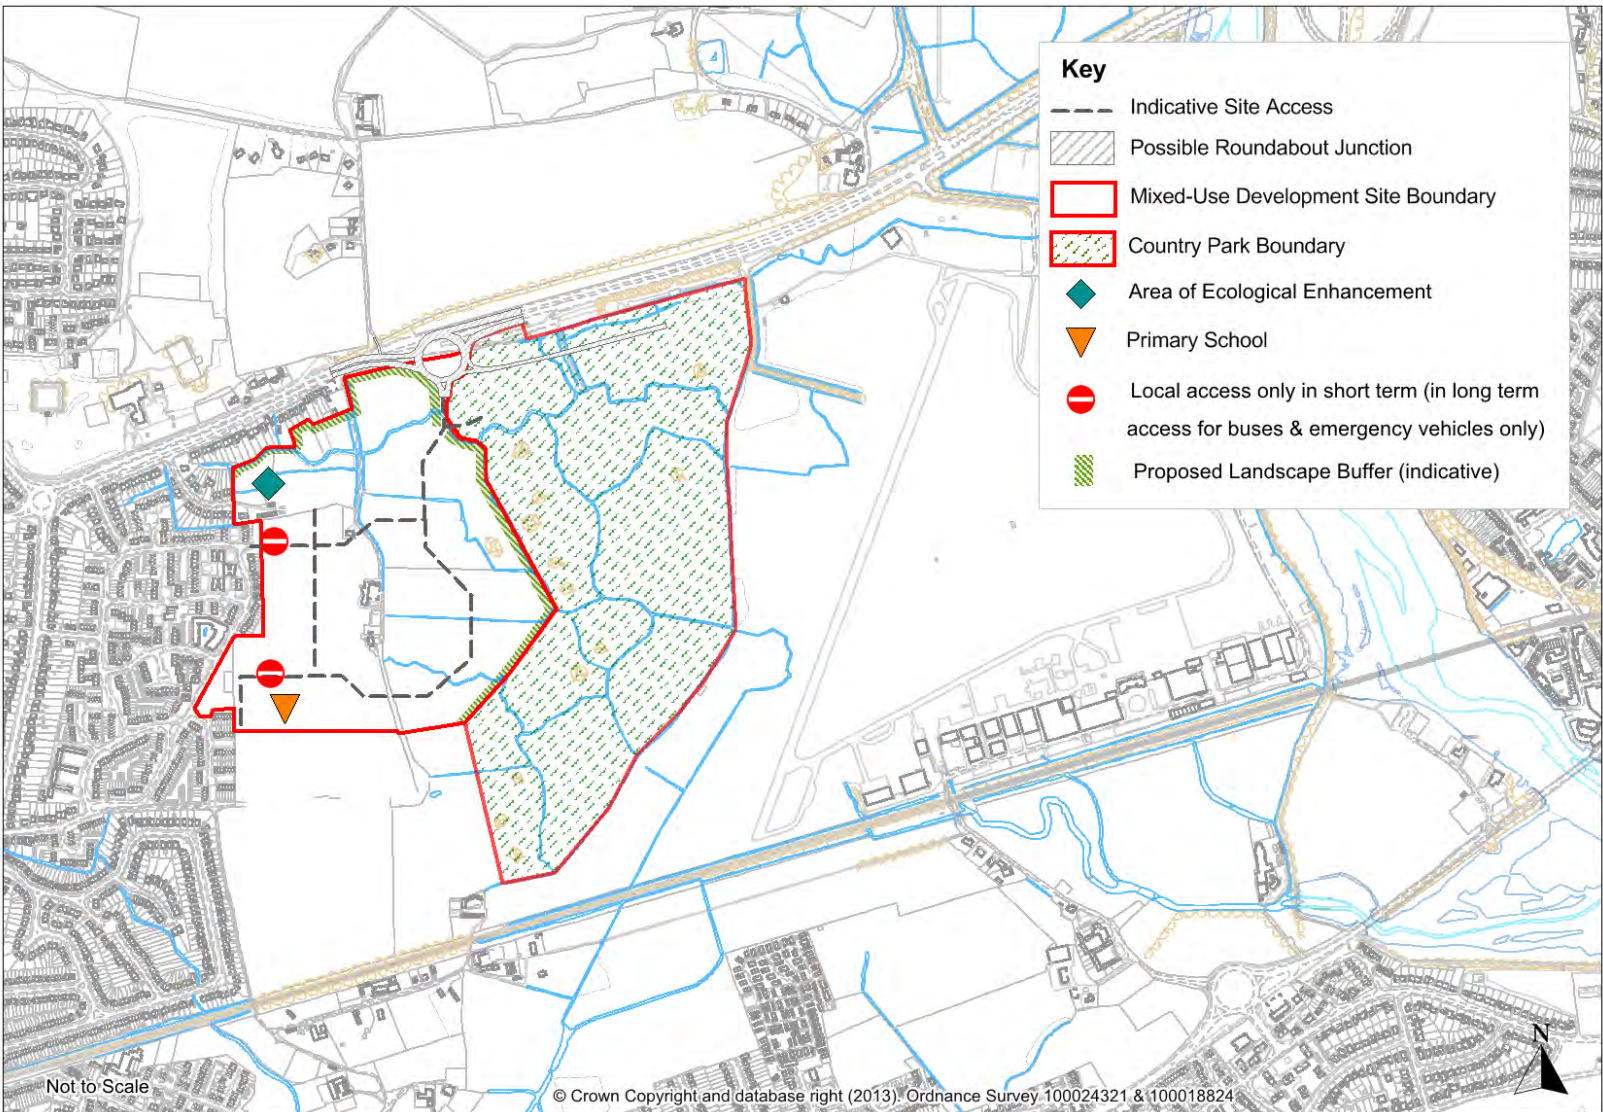 Key
Indicative Site Access
Possible Roundabout Junction
Mixed-Use Development Site Boundary
Country Park Boundary
Area of Ecological Enhancement
Primary School
Local access only in short term (in long term
access for buses & emergency vehicles only)
Proposed Landscape Buffer (indicative)
N
Not to Scale
© Crown Copyright and database right (2013). Ordnance Survey 100024321 & 100018824